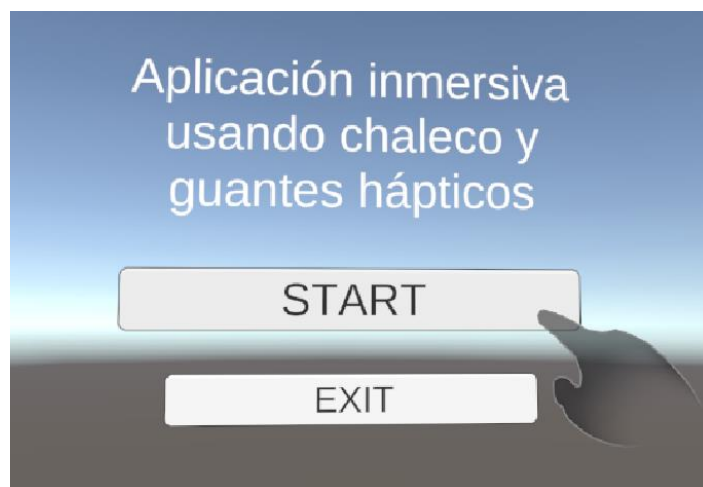 Aplicación inmersiva
usando chaleco y
guantes hápticos
START
EXIT